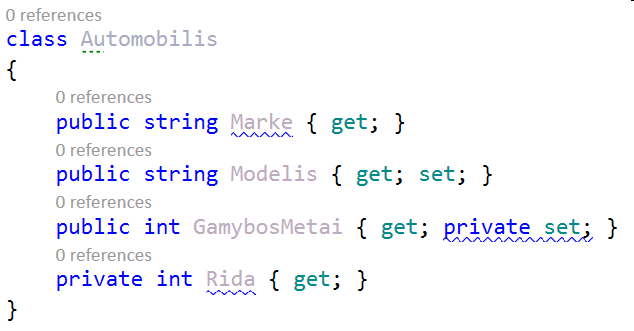 0 references
class Automobilis
{
0 references
public string Marke { get; }
0 references
public string Modelis { get; set; }
0 references
public int GamybosMetai { get; private set; }
0 references
private int Rida { get; }
}